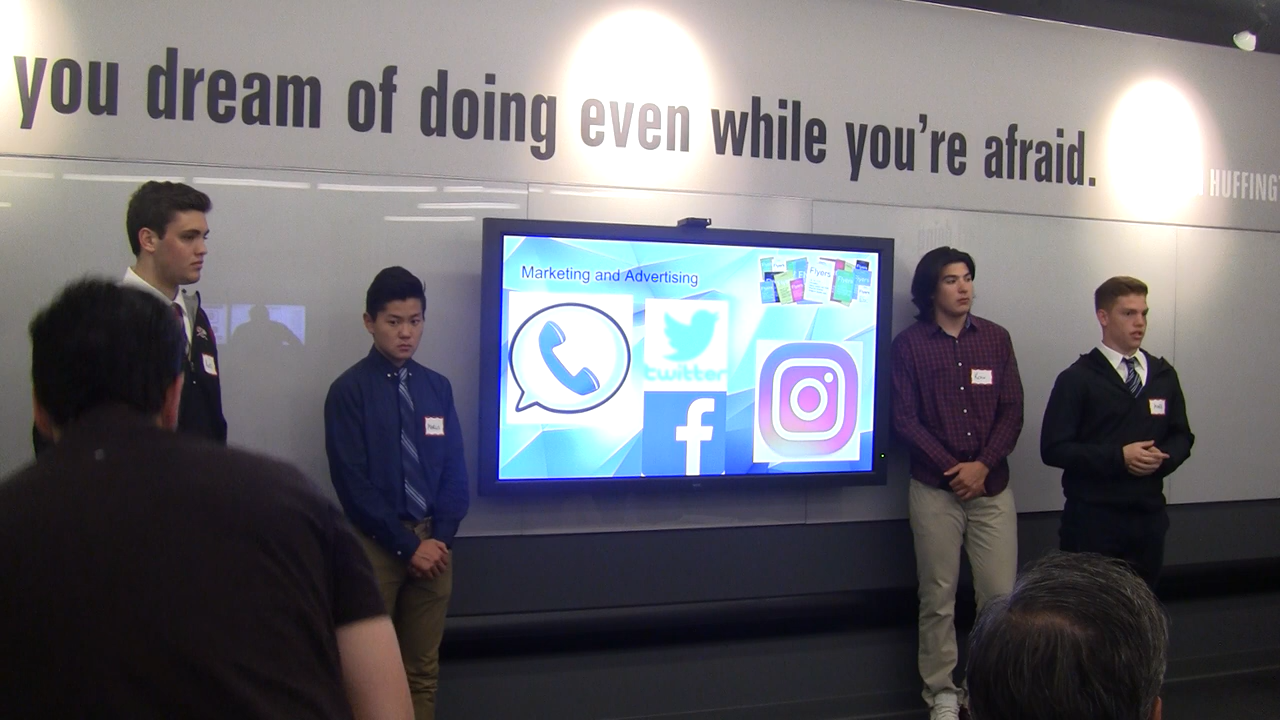 you dream of doing even while you're afraid.
HUFFING
Marketing and Advertising
Flyers
twitter